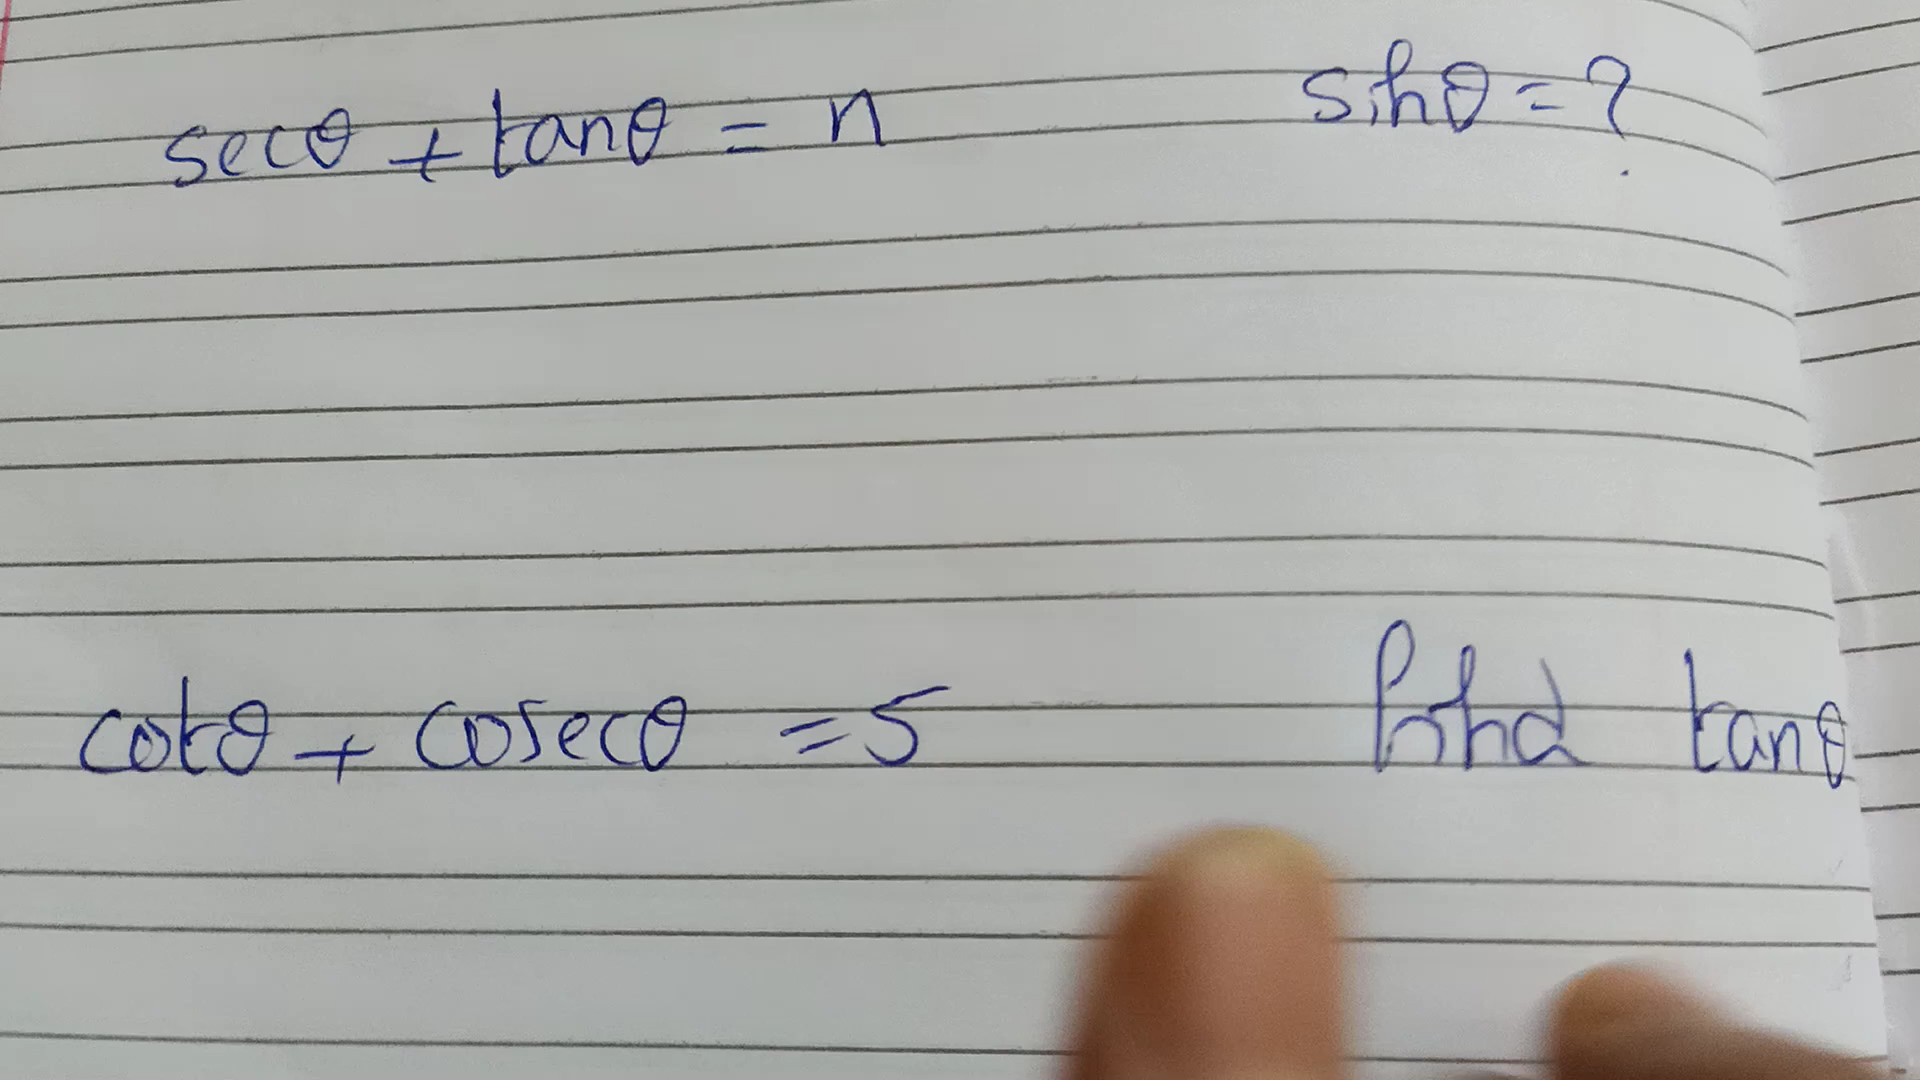 secθ + tanθ = n sinθ = ?
cotθ + cosecθ = 5 find tanθ